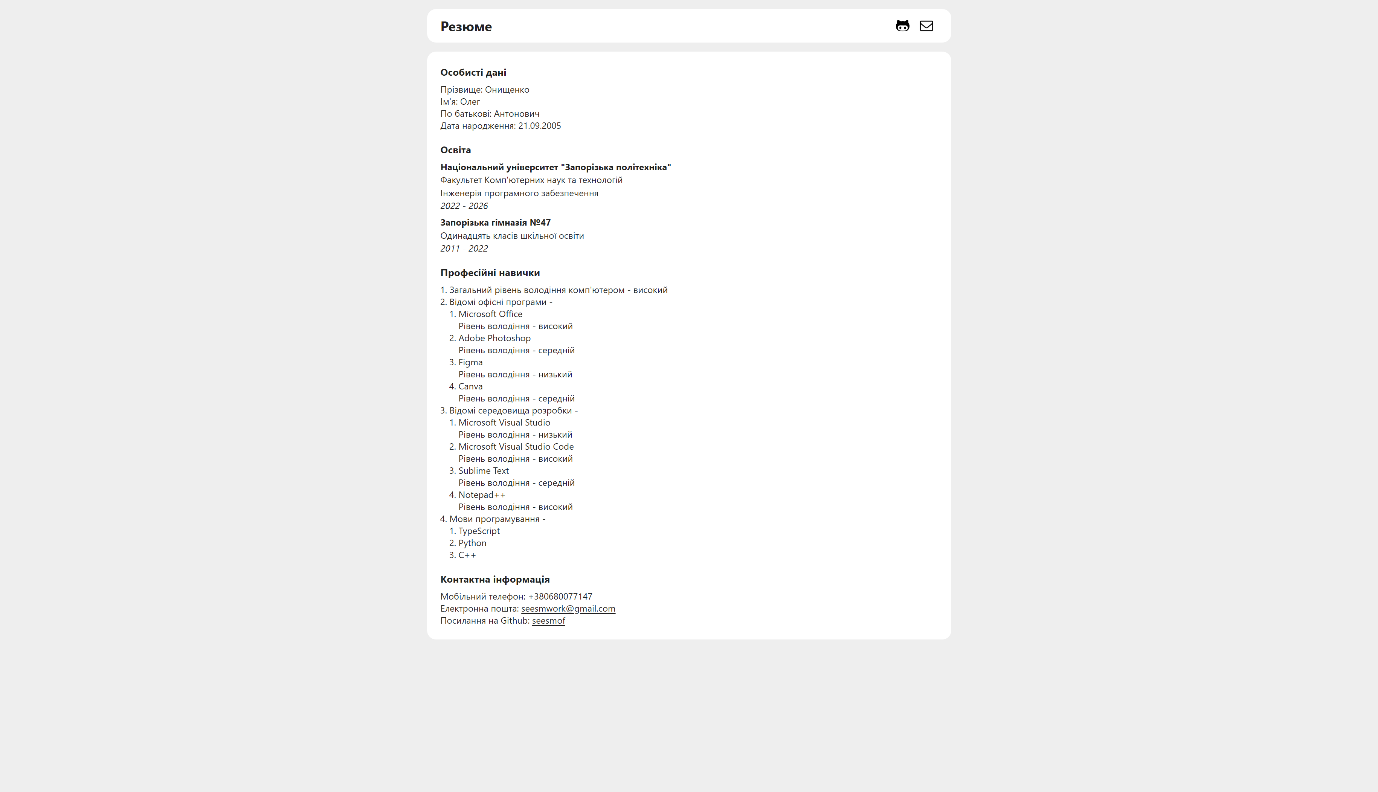 Резюме
Особисті дані
Прізвище: Онищенко
Ім'я: Олег
По батькові: Антонович
Дата народження: 21.09.2005
Освіта
Національний університет "Запорізька політехніка"
Факультет Комп'ютерних наук та технологій
Інженерія програмного забезпечення
2022 - 2026
Запорізька гімназія №47
Одинадцять класів шкільної освіти
2011 - 2022
Професійні навички
1. Загальний рівень володіння комп'ютером - високий
2. Відомі офісні програми -
1. Microsoft Office
Рівень володіння - високий
2. Adobe Photoshop
Рівень володіння - середній
3. Figma
Рівень володіння - низький
4. Canva
Рівень володіння - середній
3. Відомі середовища розробки -
1. Microsoft Visual Studio
Рівень володіння - низький
2. Microsoft Visual Studio Code
Рівень володіння - високий
3. Sublime Text
Рівень володіння - середній
4. Notepad++
Рівень володіння - високий
4. Мови програмування -
1. TypeScript
2. Python
3. C++
Контактна інформація
Мобільний телефон: +380680077147
Електронна пошта: seesmwork@gmail.com
Посилання на Github: seesmof